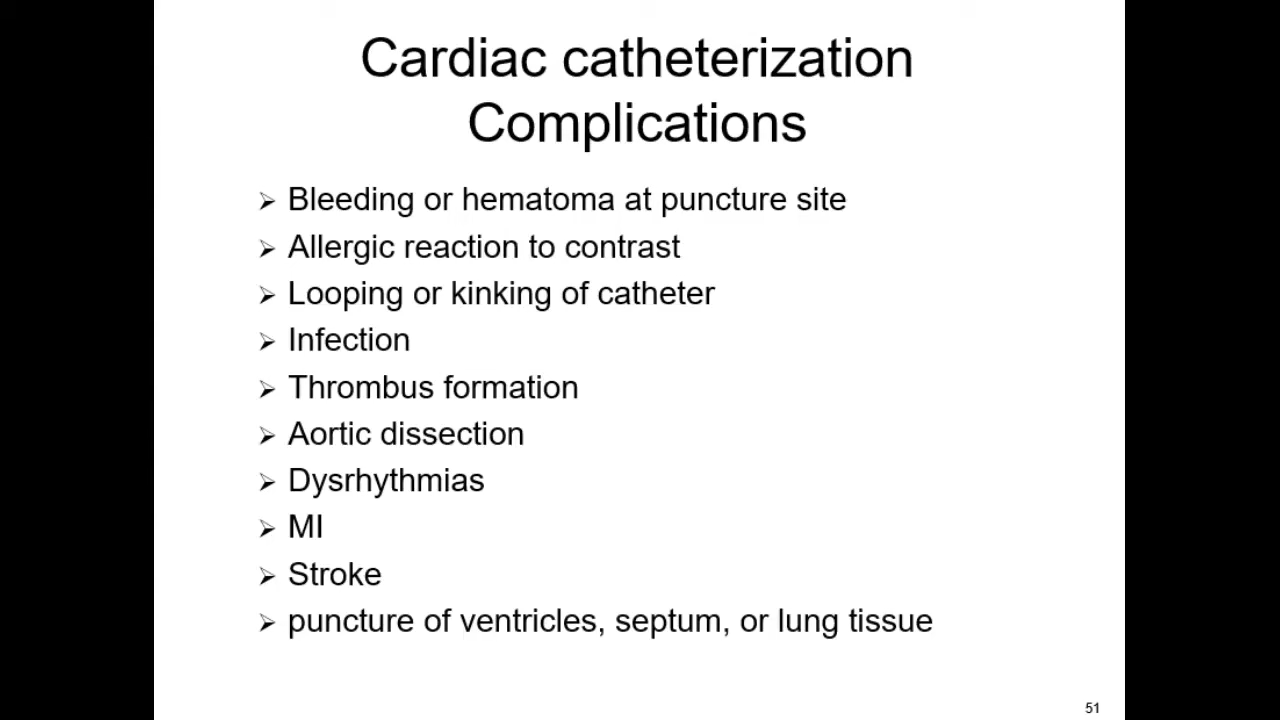 Cardiac catheterization
Complications
➢ Bleeding or hematoma at puncture site
➢ Allergic reaction to contrast
➢ Looping or kinking of catheter
➢ Infection
➢ Thrombus formation
➢ Aortic dissection
➢ Dysrhythmias
➢ MI
➢ Stroke
➢ puncture of ventricles, septum, or lung tissue
51